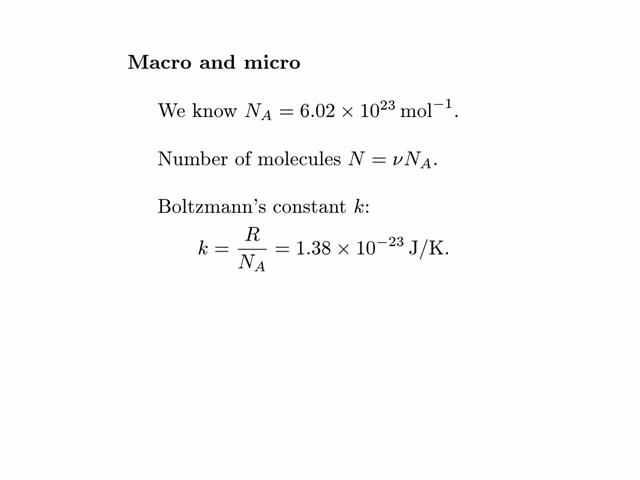 Macro and micro
We know N_A = 6.02 × 10^23 mol^−1.
Number of molecules N = νN_A.
Boltzmann's constant k:
k = R/N_A = 1.38 × 10^−23 J/K.